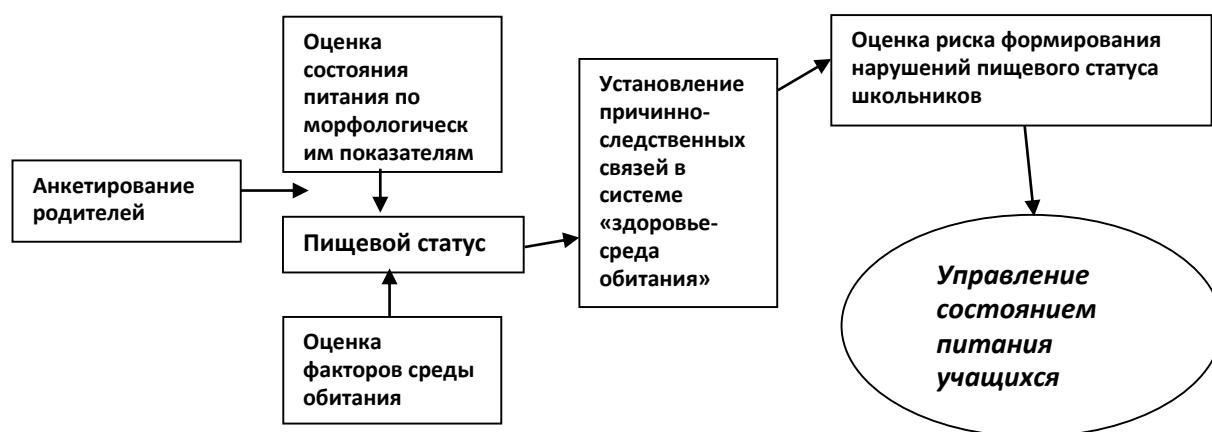 Анкетирование
родителей
Оценка
состояния
питания по
морфологическ
им показателям
Пищевой статус
Оценка
факторов среды
обитания
Установление
причинно-
следственных
связей в
системе
«здоровье-
среда
обитания»
Оценка риска формирования
нарушений пищевого статуса
школьников
Управление
состоянием
питания
учащихся